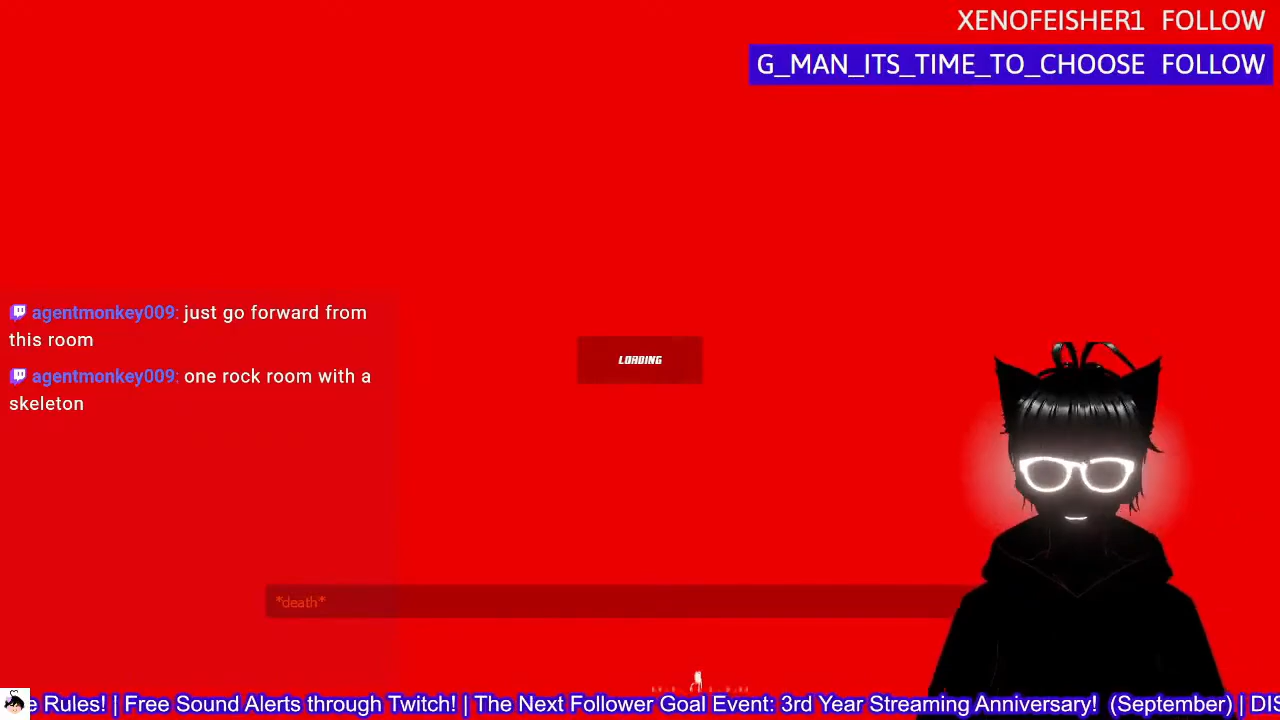 XENOFEISHER1 FOLLOW
G_MAN_ITS_TIME_TO_CHOOSE FOLLOW
agentmonkey009: just go forward from
this room
agentmonkey009: one rock room with a
skeleton
LOADING
*death*
e Rules! | Free Sound Alerts through Twitch! | The Next Follower Goal Event: 3rd Year Streaming Anniversary! (September) | DIS